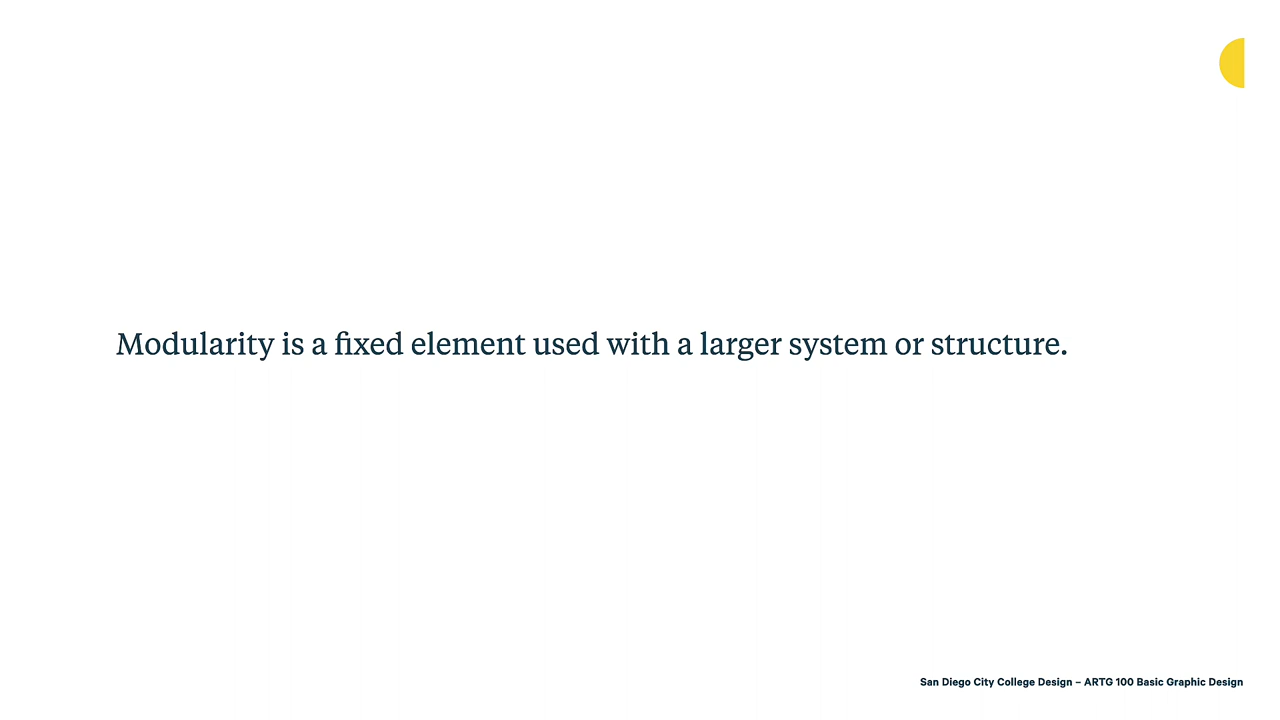 Modularity is a fixed element used with a larger system or structure.
San Diego City College Design – ARTG 100 Basic Graphic Design